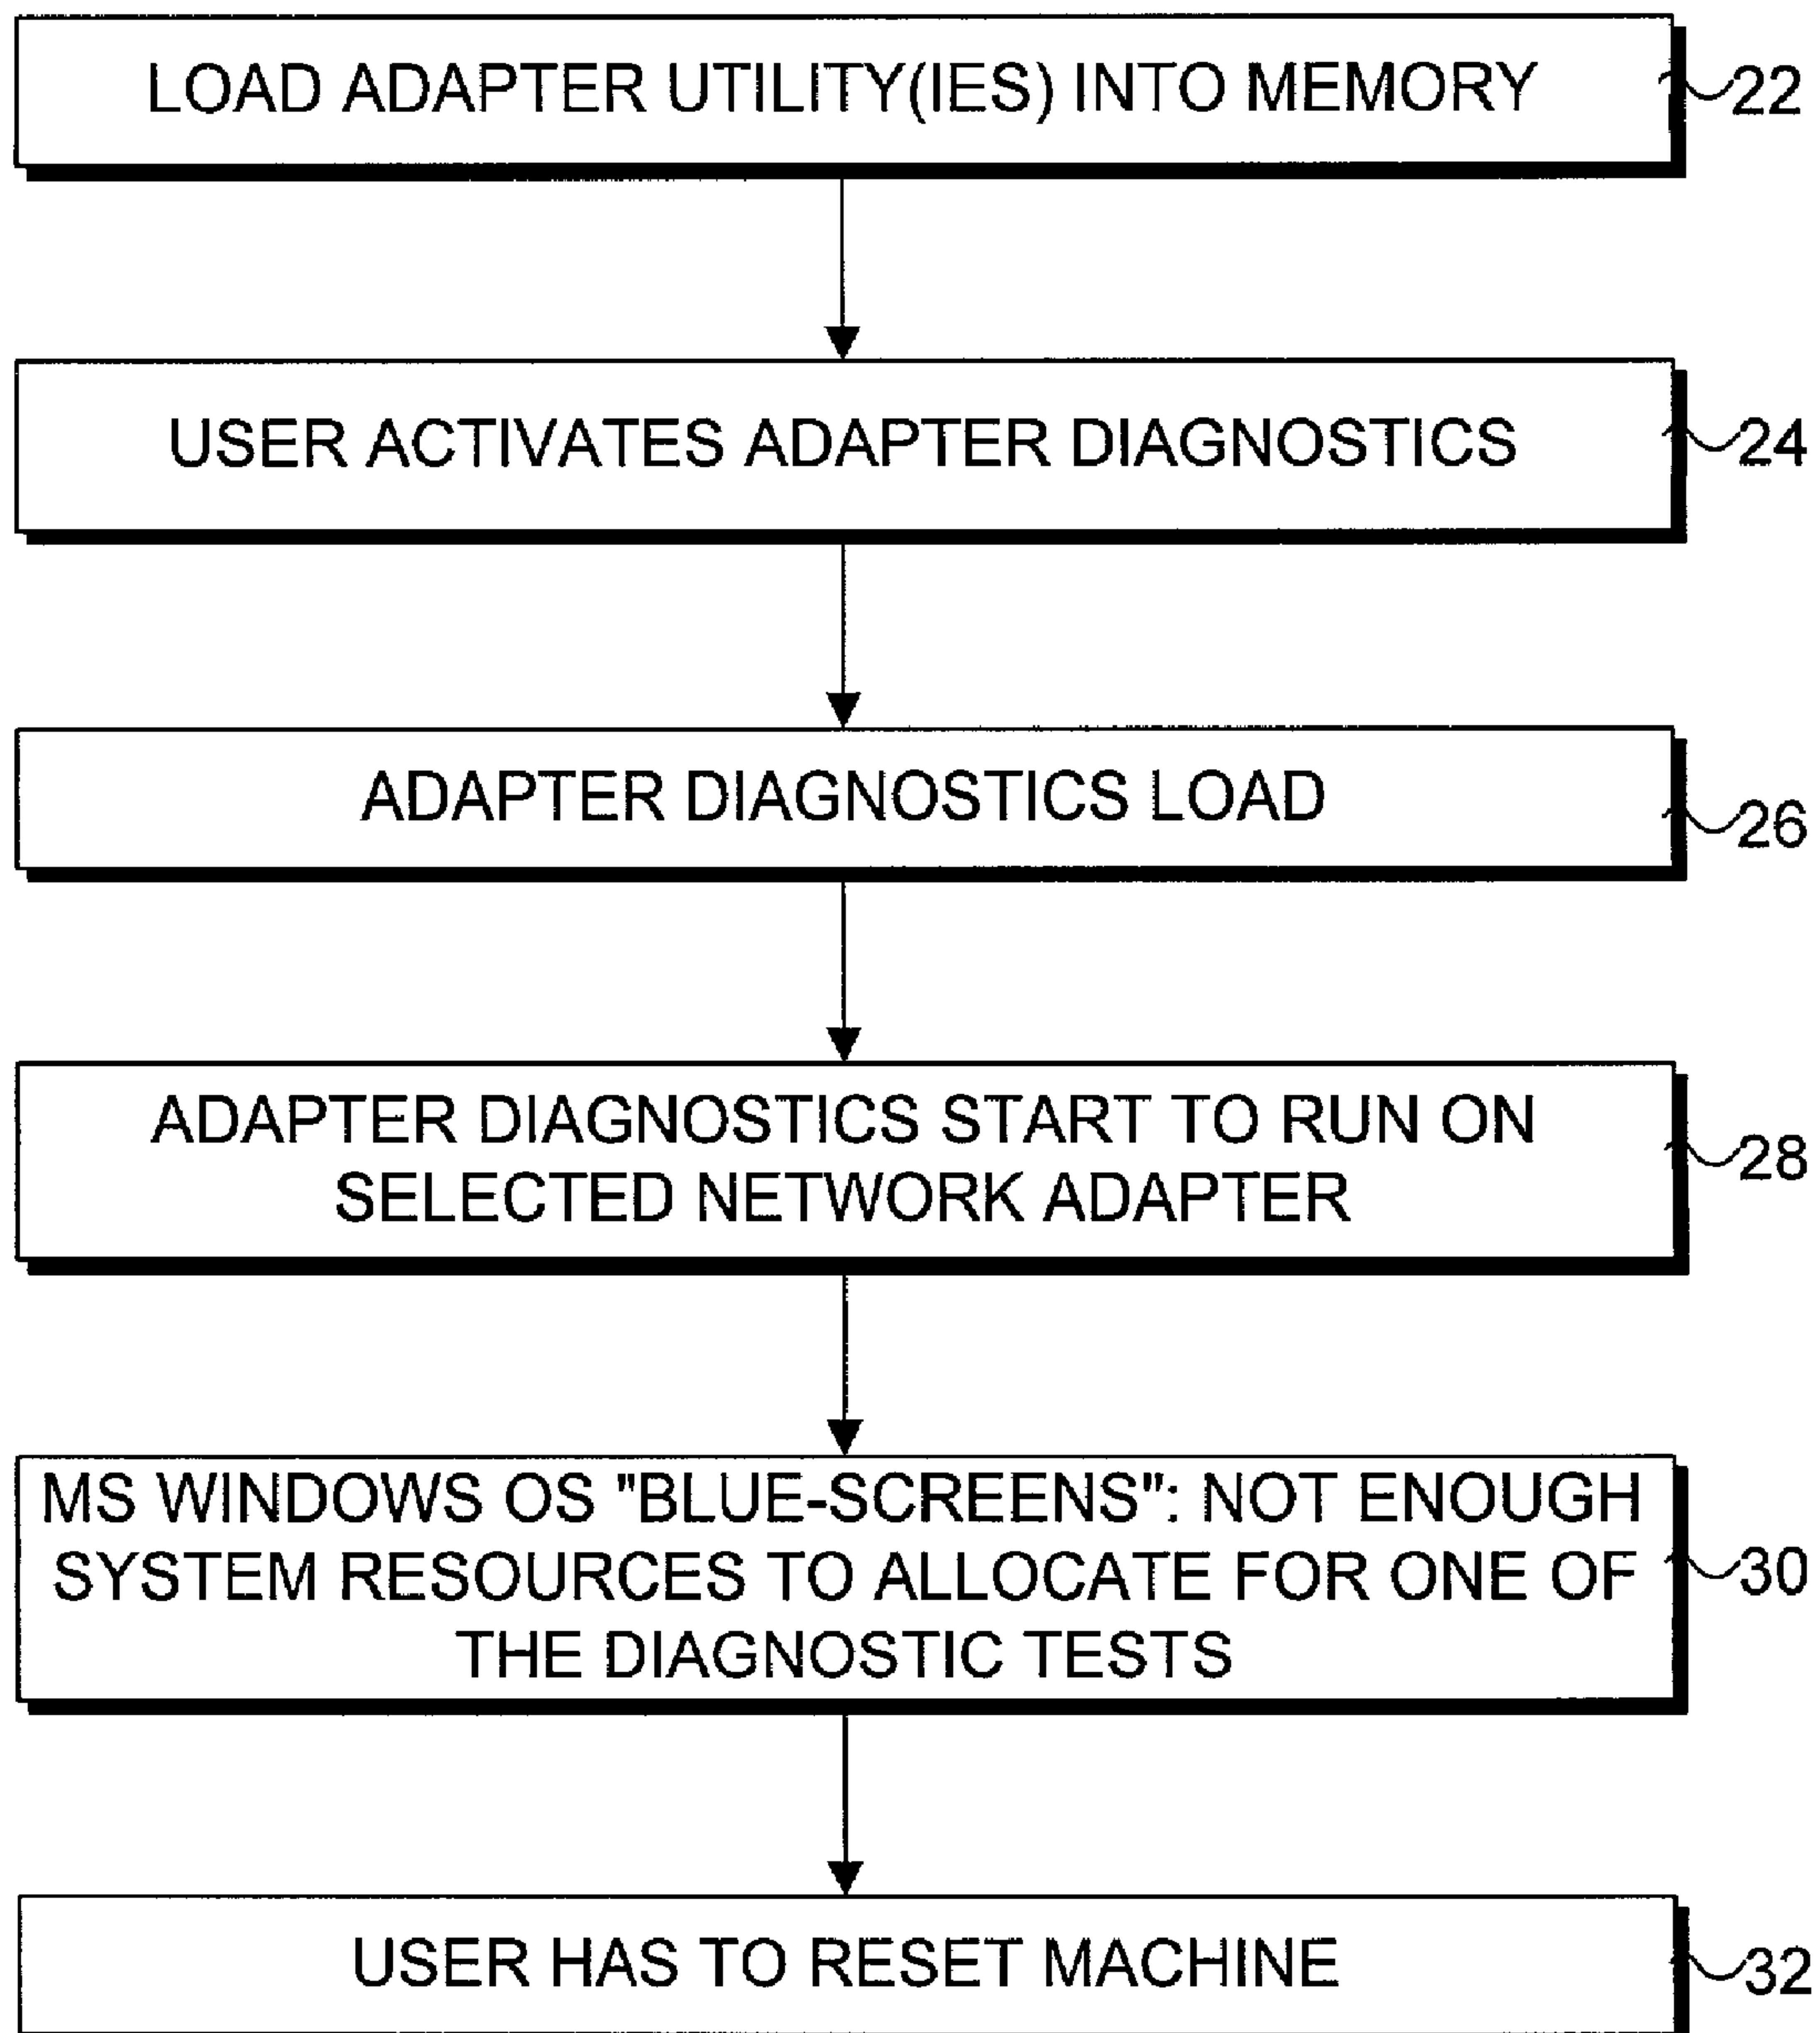 LOAD ADAPTER UTILITY(IES) INTO MEMORY
22
USER ACTIVATES ADAPTER DIAGNOSTICS
24
ADAPTER DIAGNOSTICS LOAD
26
ADAPTER DIAGNOSTICS START TO RUN ON
SELECTED NETWORK ADAPTER
28
MS WINDOWS OS "BLUE-SCREENS": NOT ENOUGH
SYSTEM RESOURCES TO ALLOCATE FOR ONE OF
THE DIAGNOSTIC TESTS
30
USER HAS TO RESET MACHINE
32